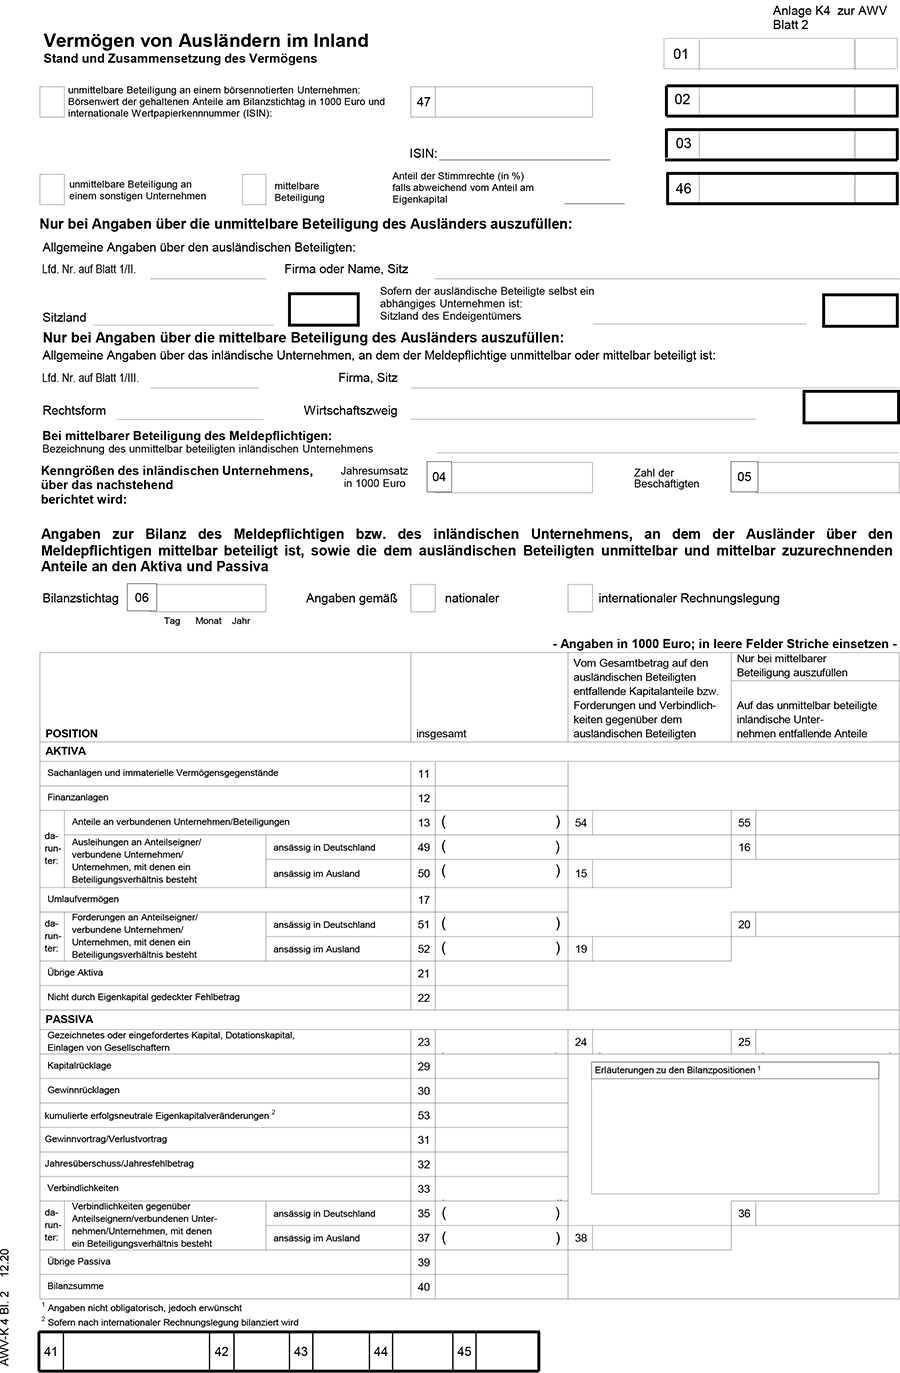 Anlage K4 zur AWV
Blatt 2
Vermögen von Ausländern im Inland
Stand und Zusammensetzung des Vermögens
01
unmittelbare Beteiligung an einem börsennotierten Unternehmen:
Börsenwert der gehaltenen Anteile am Bilanzstichtag in 1000 Euro und
internationale Wertpapierkennnummer (ISIN):
47
02
03
ISIN:
unmittelbare Beteiligung an
einem sonstigen Unternehmen
mittelbare
Beteiligung
Anteil der Stimmrechte (in %)
falls abweichend vom Anteil am
Eigenkapital
46
Nur bei Angaben über die unmittelbare Beteiligung des Ausländers auszufüllen:
Allgemeine Angaben über den ausländischen Beteiligten:
Lfd. Nr. auf Blatt 1/II.
Firma oder Name, Sitz
Sitzland
Sofern der ausländische Beteiligte selbst ein
abhängiges Unternehmen ist:
Sitzland des Endeigentümers
Nur bei Angaben über die mittelbare Beteiligung des Ausländers auszufüllen:
Allgemeine Angaben über das inländische Unternehmen, an dem der Meldepflichtige unmittelbar oder mittelbar beteiligt ist:
Lfd. Nr. auf Blatt 1/III.
Firma, Sitz
Rechtsform
Wirtschaftszweig
Bei mittelbarer Beteiligung des Meldepflichtigen:
Bezeichnung des unmittelbar beteiligten inländischen Unternehmens
Kenngrößen des inländischen Unternehmens,
über das nachstehend
berichtet wird:
Jahresumsatz
in 1000 Euro
04
Zahl der
Beschäftigten
05
Angaben zur Bilanz des Meldepflichtigen bzw. des inländischen Unternehmens, an dem der Ausländer über den
Meldepflichtigen mittelbar beteiligt ist, sowie die dem ausländischen Beteiligten unmittelbar und mittelbar zuzurechnenden
Anteile an den Aktiva und Passiva
Bilanzstichtag 06
Tag Monat Jahr
Angaben gemäß
nationaler
internationaler Rechnungslegung
- Angaben in 1000 Euro; in leere Felder Striche einsetzen -
POSITION
insgesamt
Vom Gesamtbetrag auf den
ausländischen Beteiligten
entfallende Kapitalanteile bzw.
Forderungen und Verbindlich-
keiten gegenüber dem
ausländischen Beteiligten
Nur bei mittelbarer
Beteiligung auszufüllen
Auf das unmittelbar beteiligte
inländische Unter-
nehmen entfallende Anteile
AKTIVA
Sachanlagen und immaterielle Vermögensgegenstände 11
Finanzanlagen 12
da-
run-
ter:
Anteile an verbundenen Unternehmen/Beteiligungen 13 ( ) 54 55
Ausleihungen an Anteilseigner/
verbundene Unternehmen/
Unternehmen, mit denen ein
Beteiligungsverhältnis besteht
ansässig in Deutschland 49 ( ) 16
ansässig im Ausland 50 ( ) 15
Umlaufvermögen 17
da-
run-
ter:
Forderungen an Anteilseigner/
verbundene Unternehmen/
Unternehmen, mit denen ein
Beteiligungsverhältnis besteht
ansässig in Deutschland 51 ( ) 20
ansässig im Ausland 52 ( ) 19
Übrige Aktiva 21
Nicht durch Eigenkapital gedeckter Fehlbetrag 22
PASSIVA
Gezeichnetes oder eingefordertes Kapital, Dotationskapital,
Einlagen von Gesellschaftern
23 24 25
Kapitalrücklage 29
Erläuterungen zu den Bilanzpositionen ¹
Gewinnrücklagen 30
kumulierte erfolgsneutrale Eigenkapitalveränderungen ² 53
Gewinnvortrag/Verlustvortrag 31
Jahresüberschuss/Jahresfehlbetrag 32
Verbindlichkeiten 33
da-
run-
ter:
Verbindlichkeiten gegenüber
Anteilseignern/verbundenen Unter-
nehmen/Unternehmen, mit denen
ein Beteiligungsverhältnis besteht
ansässig in Deutschland 35 ( ) 36
ansässig im Ausland 37 ( ) 38
Übrige Passiva 39
Bilanzsumme 40
¹ Angaben nicht obligatorisch, jedoch erwünscht
² Sofern nach internationaler Rechnungslegung bilanziert wird
41 42 43 44 45
AWV-K 4 Bl. 2 12.20